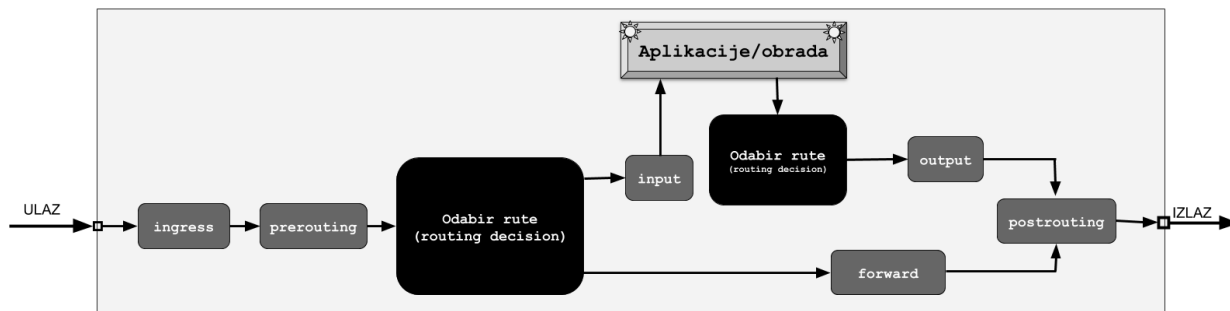 Aplikacije/obrada
Odabir rute
(routing decision)
output
input
ULAZ
ingress
prerouting
Odabir rute
(routing decision)
postrouting
IZLAZ
forward